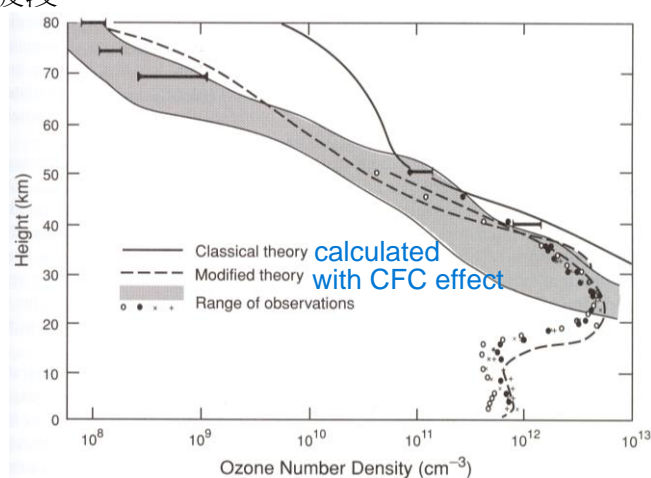 80
70
60
50
40
30
20
10
0
Height (km)
Classical theory calculated
Modified theory with CFC effect
Range of observations
10⁸ 10⁹ 10¹⁰ 10¹¹ 10¹² 10¹³
Ozone Number Density (cm⁻³)